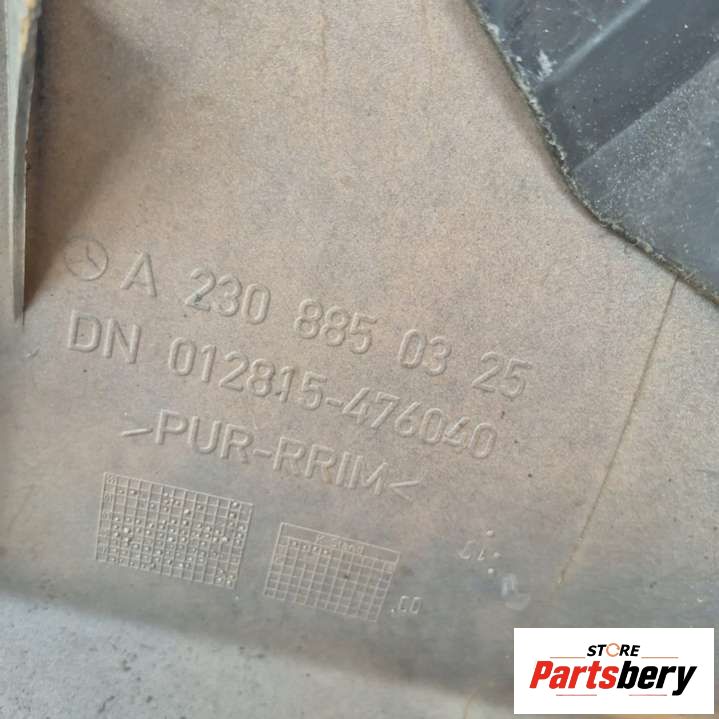 A 230 885 03 25
DN 012815-476040
>PUR-RRIM<
STORE
Partsbery